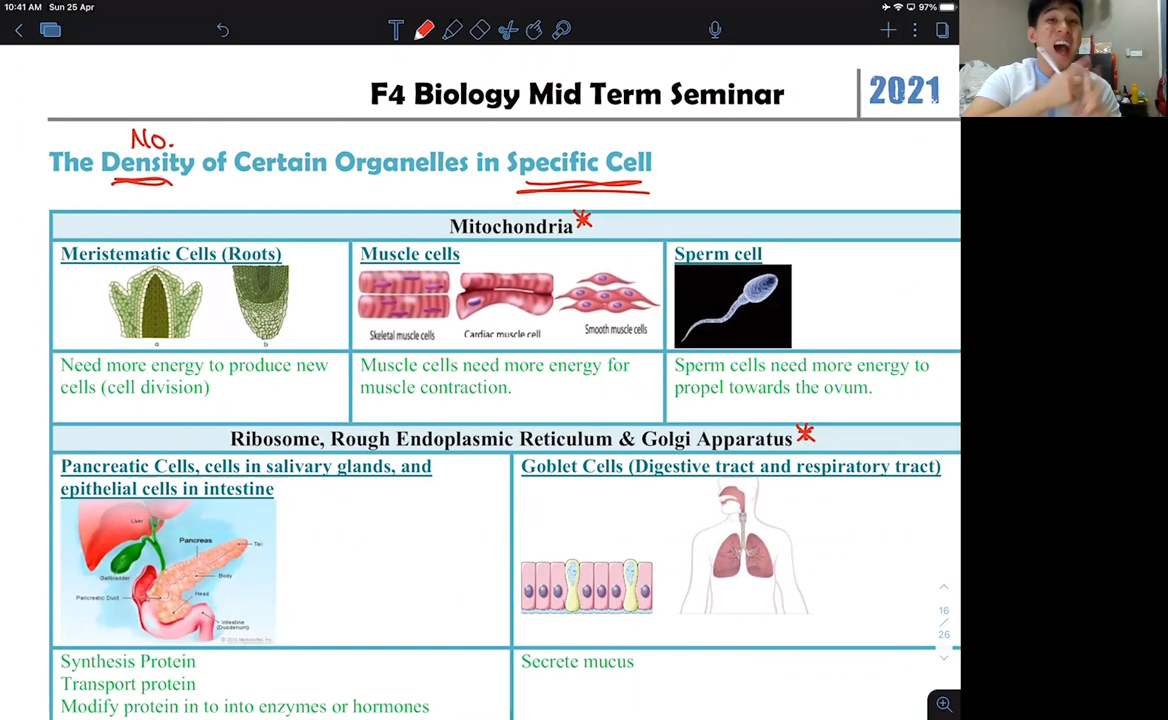 10:41 AM Sun 25 Apr
97%
F4 Biology Mid Term Seminar
2021
No.
The Density of Certain Organelles in Specific Cell
Mitochondria
Meristematic Cells (Roots)
Muscle cells
Sperm cell
a
b
Skeletal muscle cells
Cardiac muscle cell
Smooth muscle cells
Need more energy to produce new
cells (cell division)
Muscle cells need more energy for
muscle contraction.
Sperm cells need more energy to
propel towards the ovum.
Ribosome, Rough Endoplasmic Reticulum & Golgi Apparatus
Pancreatic Cells, cells in salivary glands, and
epithelial cells in intestine
Goblet Cells (Digestive tract and respiratory tract)
Liver
Pancreas
Tail
Gallbladder
Body
Pancreatic Duct
Head
Intestine
(Duodenum)
16
/
26
Synthesis Protein
Transport protein
Modify protein in to into enzymes or hormones
Secrete mucus